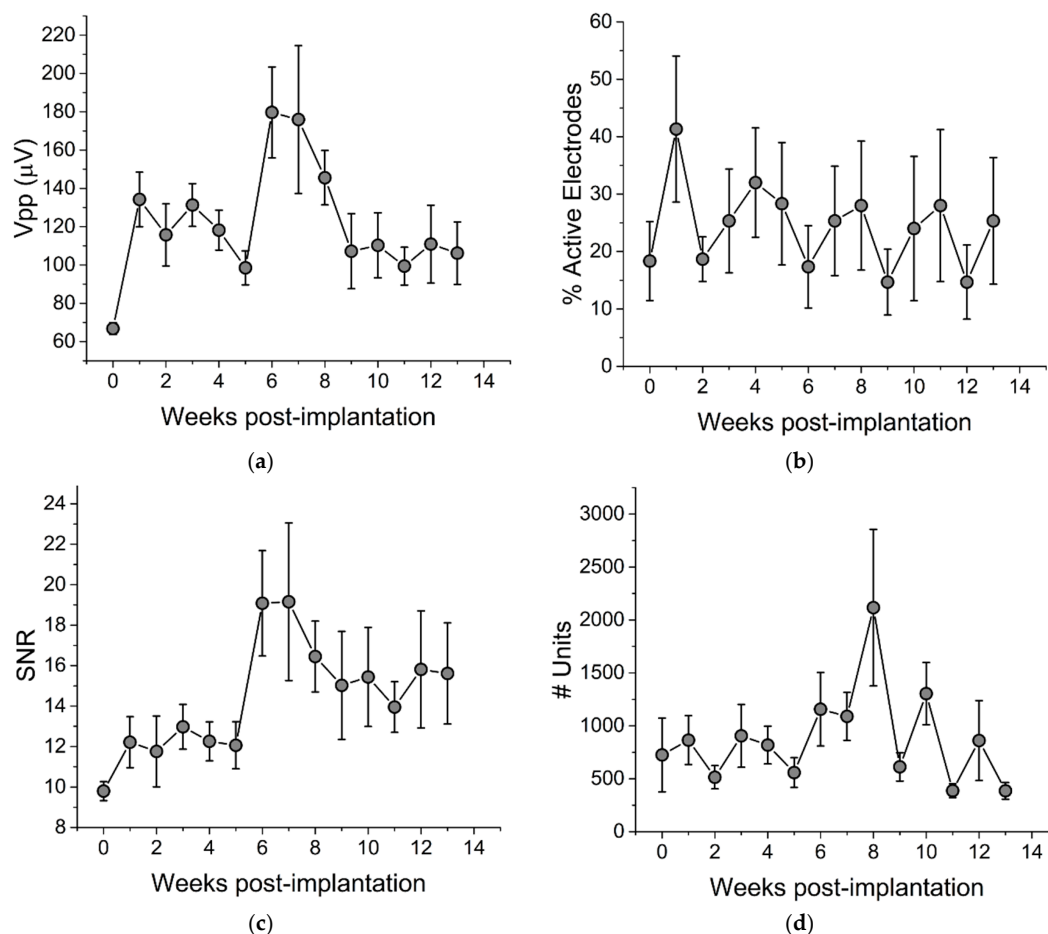 220
200
180
160
140
120
100
80
60
Vpp (µV)
0 2 4 6 8 10 12 14
Weeks post-implantation
(a)
60
50
40
30
20
10
0
% Active Electrodes
0 2 4 6 8 10 12 14
Weeks post-implantation
(b)
24
22
20
18
16
14
12
10
8
SNR
0 2 4 6 8 10 12 14
Weeks post-implantation
(c)
3000
2500
2000
1500
1000
500
0
# Units
0 2 4 6 8 10 12 14
Weeks post-implantation
(d)